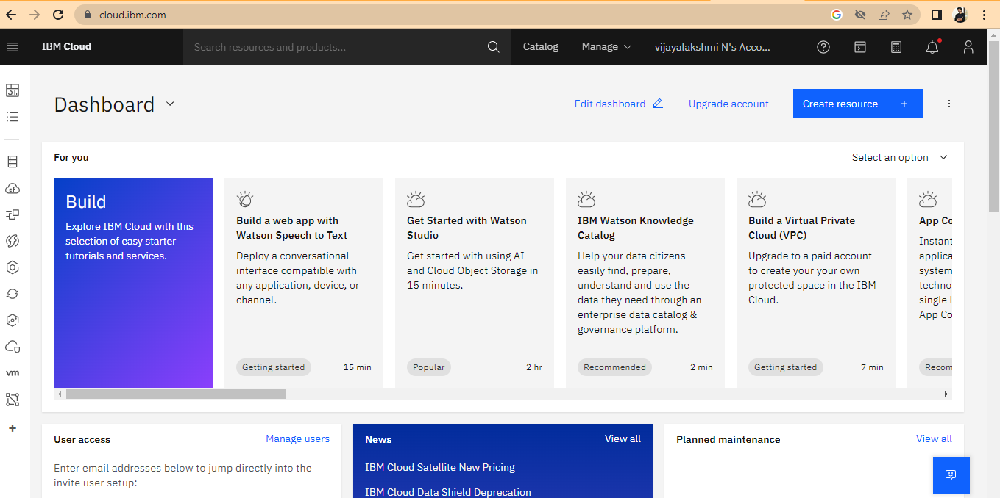 cloud.ibm.com
IBM Cloud
Search resources and products...
Catalog
Manage
vijayalakshmi N's Acco...
Dashboard
Edit dashboard
Upgrade account
Create resource +
For you
Select an option
Build
Explore IBM Cloud with this
selection of easy starter
tutorials and services.
Build a web app with
Watson Speech to Text
Deploy a conversational
interface compatible with
any application, device, or
channel.
Getting started 15 min
Get Started with Watson
Studio
Get started with using AI
and Cloud Object Storage in
15 minutes.
Popular 2 hr
IBM Watson Knowledge
Catalog
Help your data citizens
easily find, prepare,
understand and use the
data they need through an
enterprise data catalog &
governance platform.
Recommended 2 min
Build a Virtual Private
Cloud (VPC)
Upgrade to a paid account
to create your your own
protected space in the IBM
Cloud.
Getting started 7 min
App Co
Instant
applica
system
techno
single l
App Co
Recom
cf
vm
User access Manage users
Enter email addresses below to jump directly into the
invite user setup:
News View all
IBM Cloud Satellite New Pricing
IBM Cloud Data Shield Deprecation
Planned maintenance View all